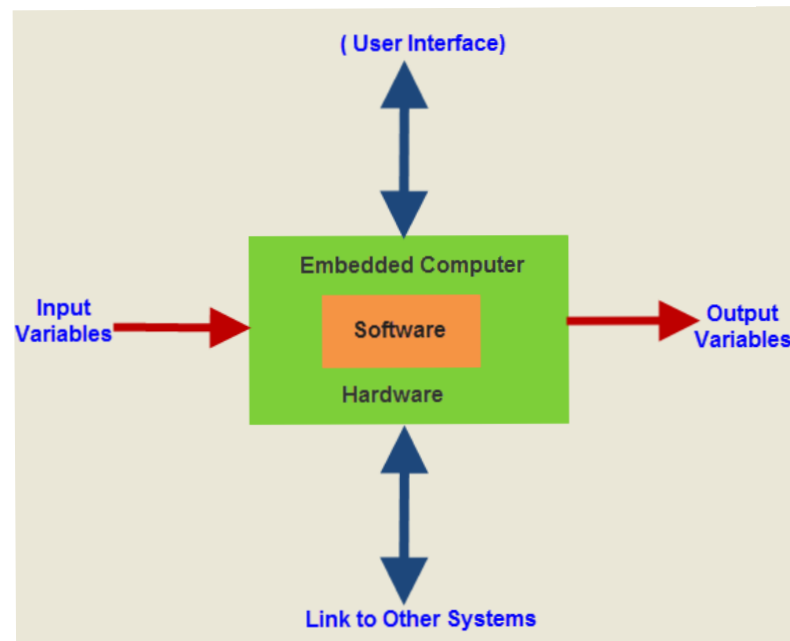 ( User Interface)
Embedded Computer
Input
Variables
Software
Output
Variables
Hardware
Link to Other Systems